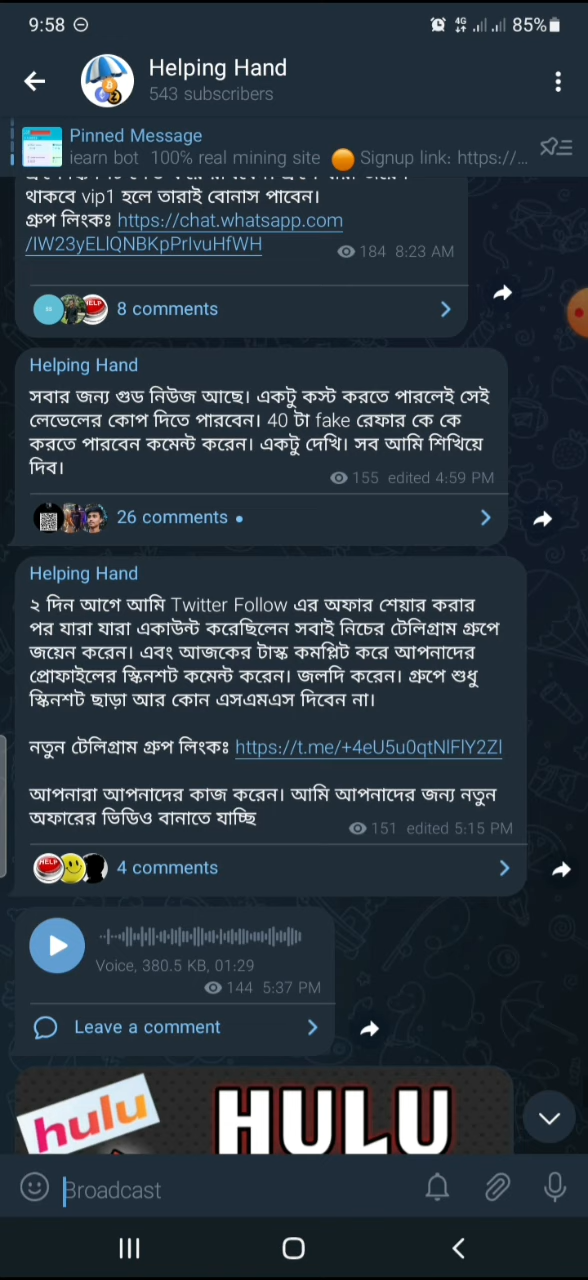 9:58
4G
85%
Helping Hand
543 subscribers
Pinned Message
iearn bot 100% real mining site 🟠 Signup link: https://...
থাকবে vip1 হলে তারাই বোনাস পাবেন।
গ্রুপ লিংকঃ https://chat.whatsapp.com
/IW23yELlQNBKpPrIvuHfWH
184 8:23 AM
HELP
8 comments
Helping Hand
সবার জন্য গুড নিউজ আছে। একটু কস্ট করতে পারলেই সেই
লেভেলের কোপ দিতে পারবেন। 40 টা fake রেফার কে কে
করতে পারবেন কমেন্ট করেন। একটু দেখি। সব আমি শিখিয়ে
দিব।
155 edited 4:59 PM
26 comments
Helping Hand
২ দিন আগে আমি Twitter Follow এর অফার শেয়ার করার
পর যারা যারা একাউন্ট করেছিলেন সবাই নিচের টেলিগ্রাম গ্রুপে
জয়েন করেন। এবং আজকের টাস্ক কমপ্লিট করে আপনাদের
প্রোফাইলের স্কিনশট কমেন্ট করেন। জলদি করেন। গ্রুপে শুধু
স্কিনশট ছাড়া আর কোন এসএমএস দিবেন না।
নতুন টেলিগ্রাম গ্রুপ লিংকঃ https://t.me/+4eU5u0qtNlFlY2Zl
আপনারা আপনাদের কাজ করেন। আমি আপনাদের জন্য নতুন
অফারের ভিডিও বানাতে যাচ্ছি
151 edited 5:15 PM
HELP
4 comments
Voice, 380.5 KB, 01:29
144 5:37 PM
Leave a comment
hulu
HULU
Broadcast